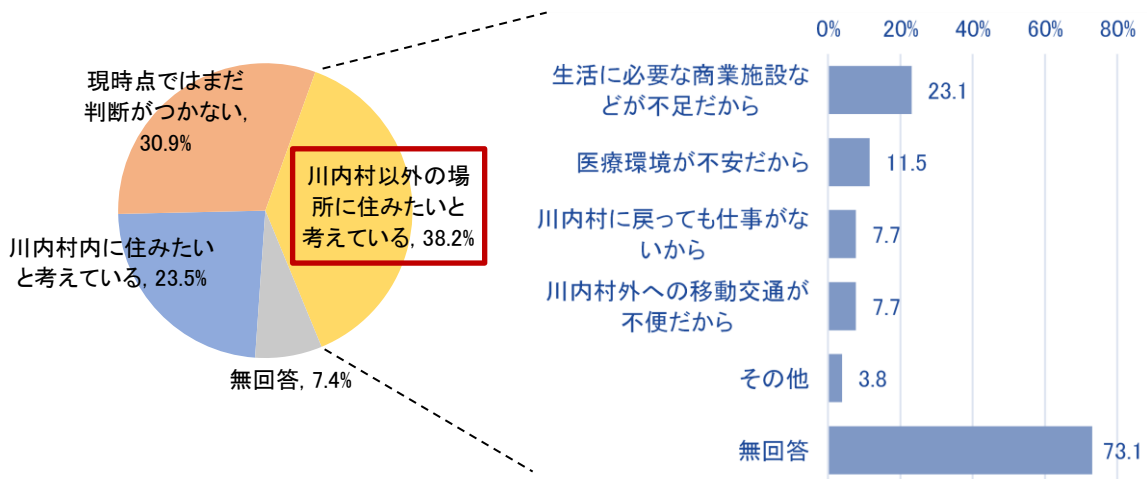 現時点ではまだ
判断がつかない,
30.9%
川内村以外の場
所に住みたいと
考えている, 38.2%
川内村内に住みたい
と考えている, 23.5%
無回答, 7.4%
0%
20%
40%
60%
80%
生活に必要な商業施設な
どが不足だから
23.1
医療環境が不安だから
11.5
川内村に戻っても仕事がな
いから
7.7
川内村外への移動交通が
不便だから
7.7
その他
3.8
無回答
73.1